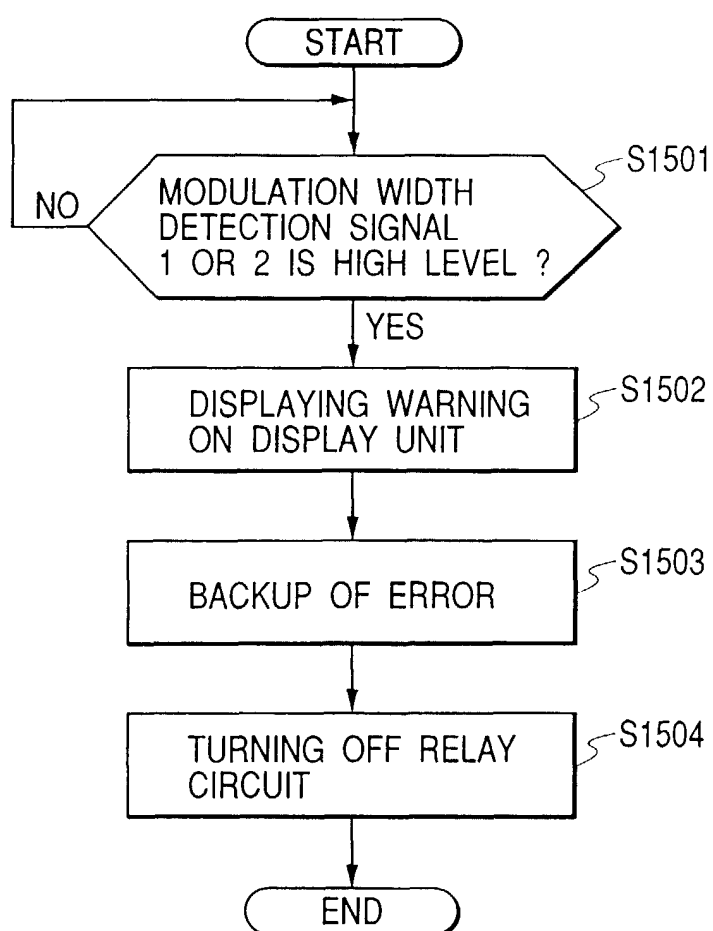 START
S1501
MODULATION WIDTH
DETECTION SIGNAL
1 OR 2 IS HIGH LEVEL ?
NO
YES
S1502
DISPLAYING WARNING
ON DISPLAY UNIT
S1503
BACKUP OF ERROR
S1504
TURNING OFF RELAY
CIRCUIT
END